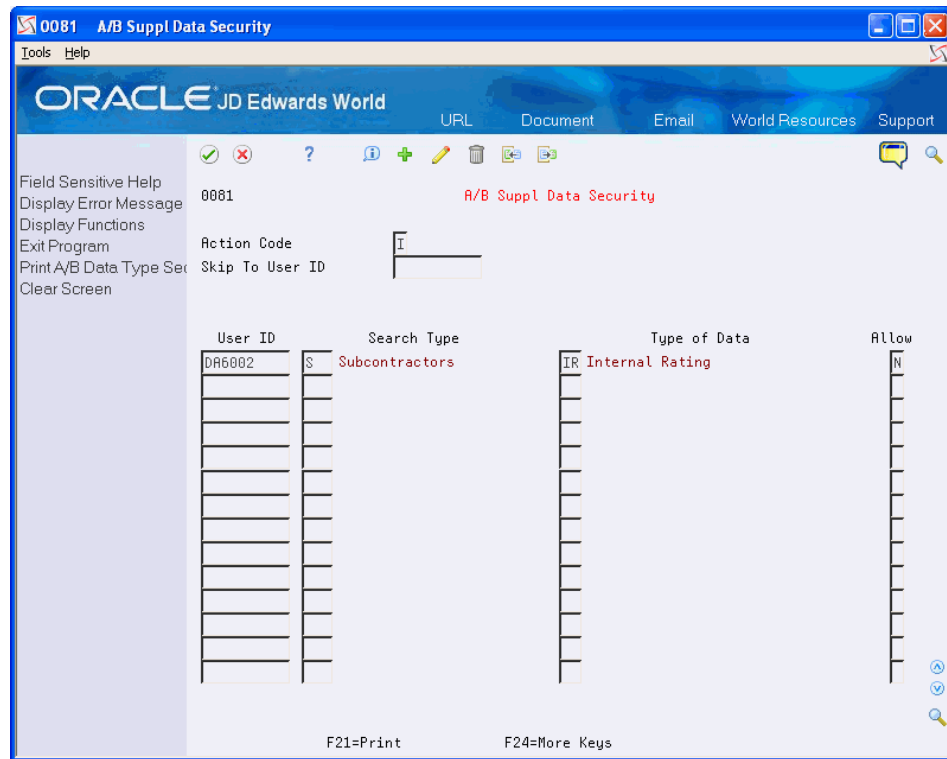 0081 A/B Suppl Data Security
Tools Help
ORACLE JD Edwards World
URL Document Email World Resources Support
Field Sensitive Help
Display Error Message
Display Functions
Exit Program
Print A/B Data Type Sec
Clear Screen
0081 A/B Suppl Data Security
Action Code I
Skip To User ID
User ID Search Type Type of Data Allow
DA6002 S Subcontractors IR Internal Rating N
F21=Print F24=More Keys